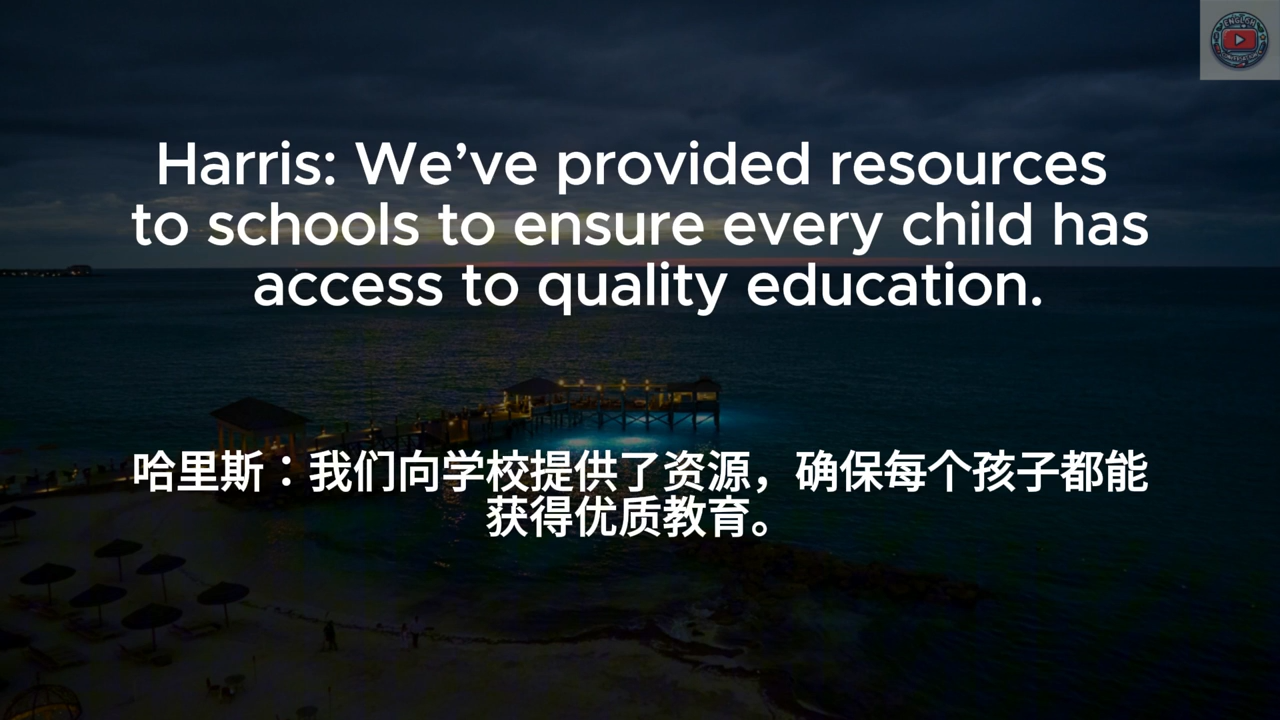 Harris: We’ve provided resources
to schools to ensure every child has
access to quality education.
哈里斯：我们向学校提供了资源，确保每个孩子都能
获得优质教育。